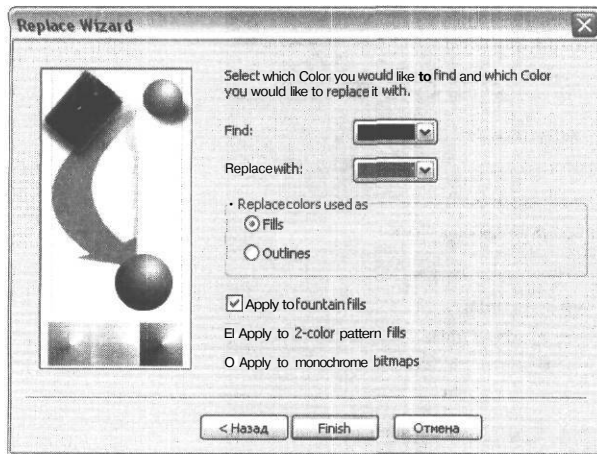 Replace Wizard
Select which Color you would like to find and which Color
you would like to replace it with.
Find:
Replace with:
Replace colors used as
Fills
Outlines
Apply to fountain fills
El Apply to 2-color pattern fills
O Apply to monochrome bitmaps
< Назад
Finish
Отмена